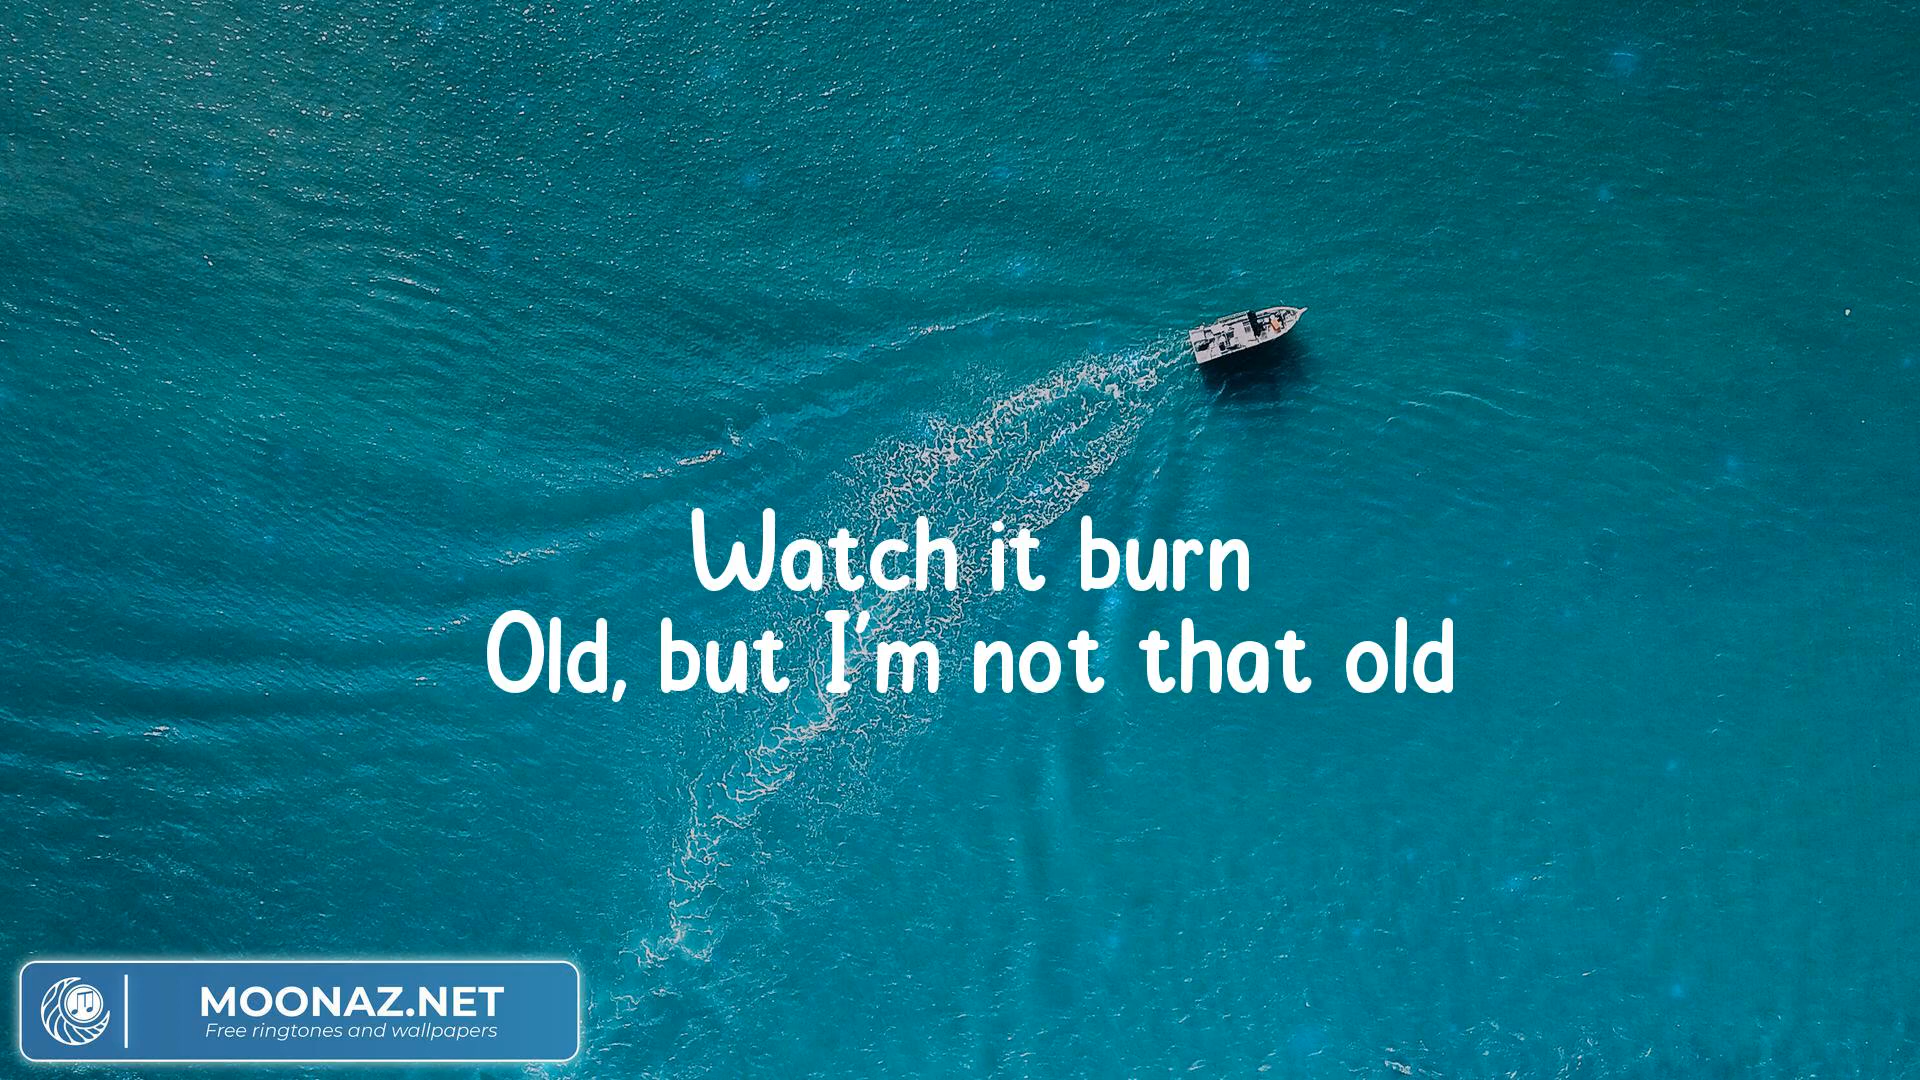 Watch it burn
Old, but I'm not that old
MOONAZ.NET
Free ringtones and wallpapers